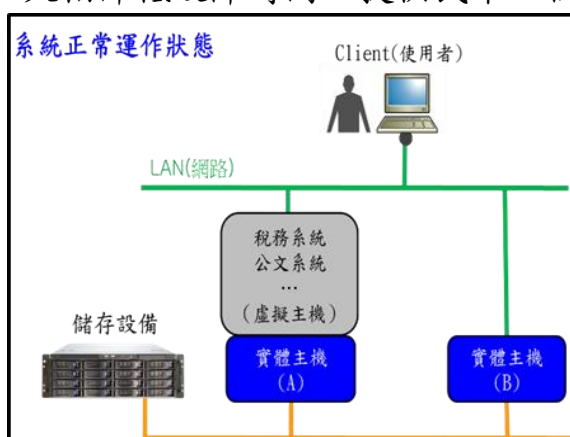 系統正常運作狀態
Client(使用者)
LAN(網路)
稅務系統
公文系統
…
(虛擬主機)
儲存設備
實體主機
(A)
實體主機
(B)